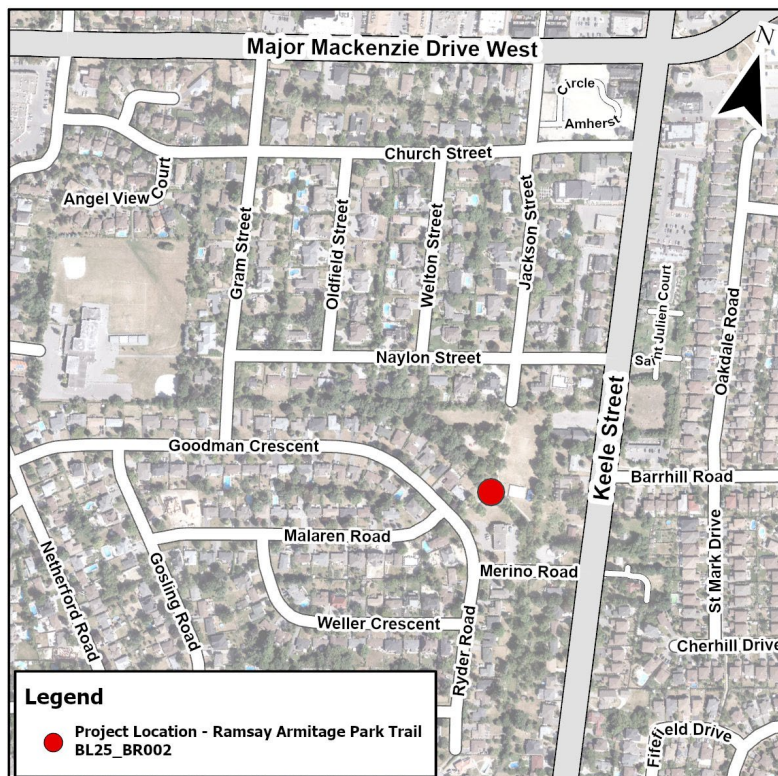 Major Mackenzie Drive West
N
Circle
Amherst
Church Street
Angel View Court
Gram Street
Oldfield Street
Welton Street
Jackson Street
Saint Julien Court
Oakdale Road
Naylon Street
Keele Street
Goodman Crescent
Barrhill Road
Malaren Road
Merino Road
St Mark Drive
Netherford Road
Gosling Road
Weller Crescent
Ryder Road
Cherhill Drive
Fifefield Drive
Legend
Project Location - Ramsay Armitage Park Trail
BL25_BR002